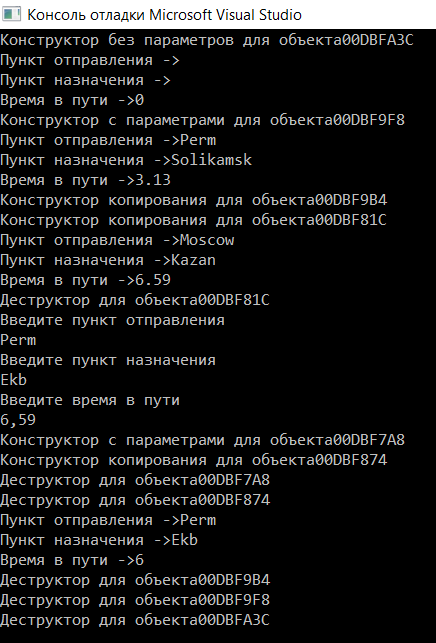 Консоль отладки Microsoft Visual Studio
Конструктор без параметров для объекта00DBFA3C
Пункт отправления ->
Пункт назначения ->
Время в пути ->0
Конструктор с параметрами для объекта00DBF9F8
Пункт отправления ->Perm
Пункт назначения ->Solikamsk
Время в пути ->3.13
Конструктор копирования для объекта00DBF9B4
Конструктор копирования для объекта00DBF81C
Пункт отправления ->Moscow
Пункт назначения ->Kazan
Время в пути ->6.59
Деструктор для объекта00DBF81C
Введите пункт отправления
Perm
Введите пункт назначения
Ekb
Введите время в пути
6,59
Конструктор с параметрами для объекта00DBF7A8
Конструктор копирования для объекта00DBF874
Деструктор для объекта00DBF7A8
Деструктор для объекта00DBF874
Пункт отправления ->Perm
Пункт назначения ->Ekb
Время в пути ->6
Деструктор для объекта00DBF9B4
Деструктор для объекта00DBF9F8
Деструктор для объекта00DBFA3C